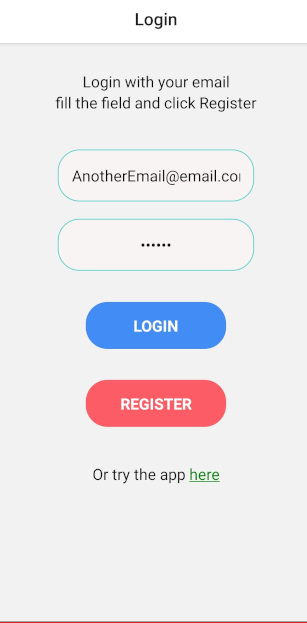 Login
Login with your email
fill the field and click Register
AnotherEmail@email.co
••••••
LOGIN
REGISTER
Or try the app here